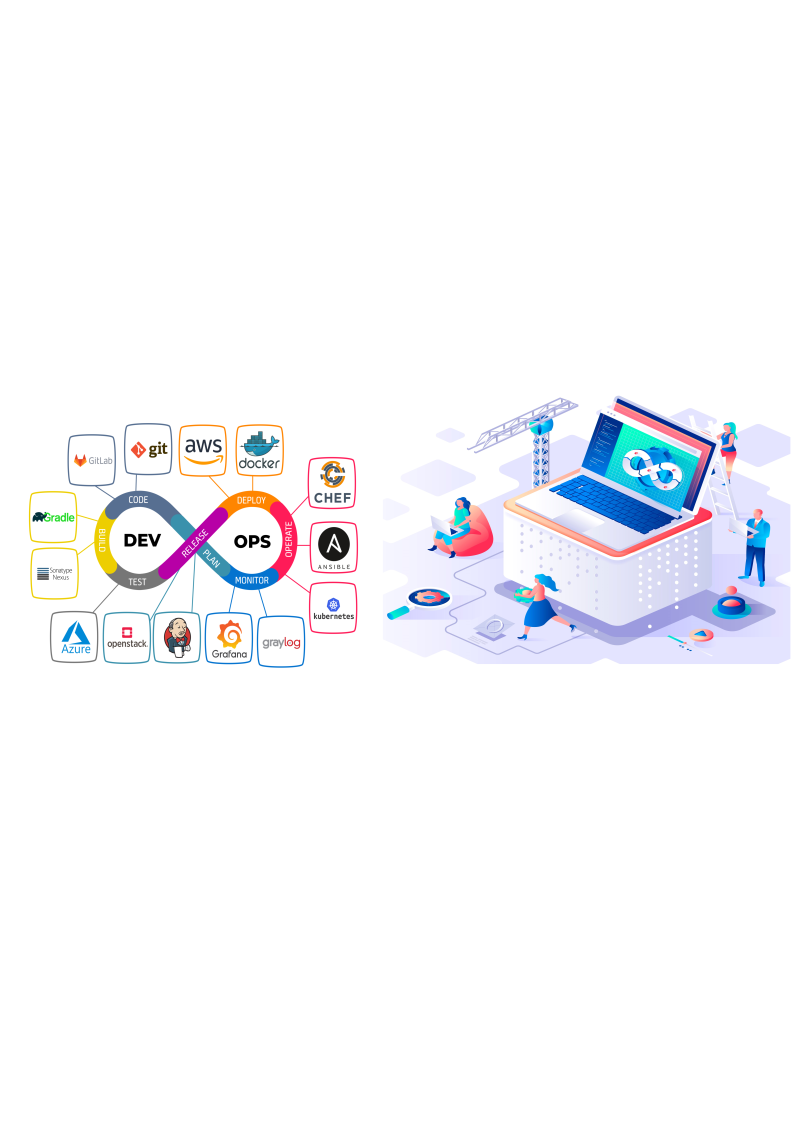 GitLab
git
aws
docker
CHEF
Gradle
CODE
DEPLOY
BUILD
DEV
RELEASE
PLAN
OPS
OPERATE
ANSIBLE
Sonatype
Nexus
TEST
MONITOR
kubernetes
Azure
openstack.
Grafana
graylog